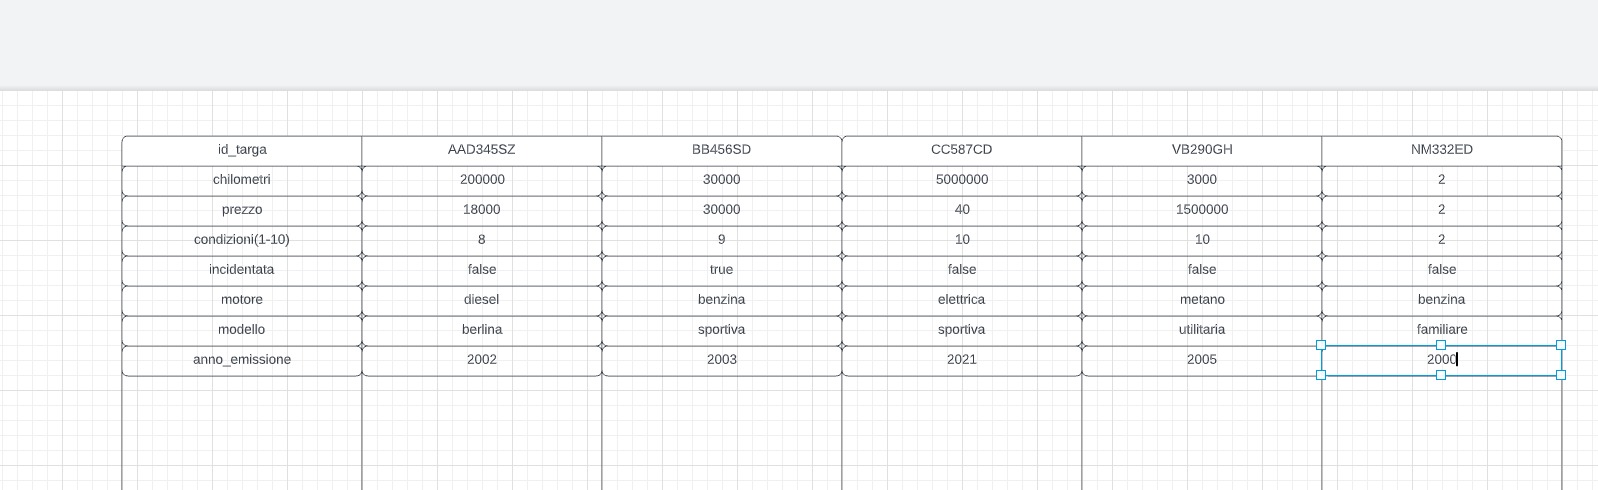 id_targa AAD345SZ BB456SD CC587CD VB290GH NM332ED
chilometri 200000 30000 5000000 3000 2
prezzo 18000 30000 40 1500000 2
condizioni(1-10) 8 9 10 10 2
incidentata false true false false false
motore diesel benzina elettrica metano benzina
modello berlina sportiva sportiva utilitaria familiare
anno_emissione 2002 2003 2021 2005 2000